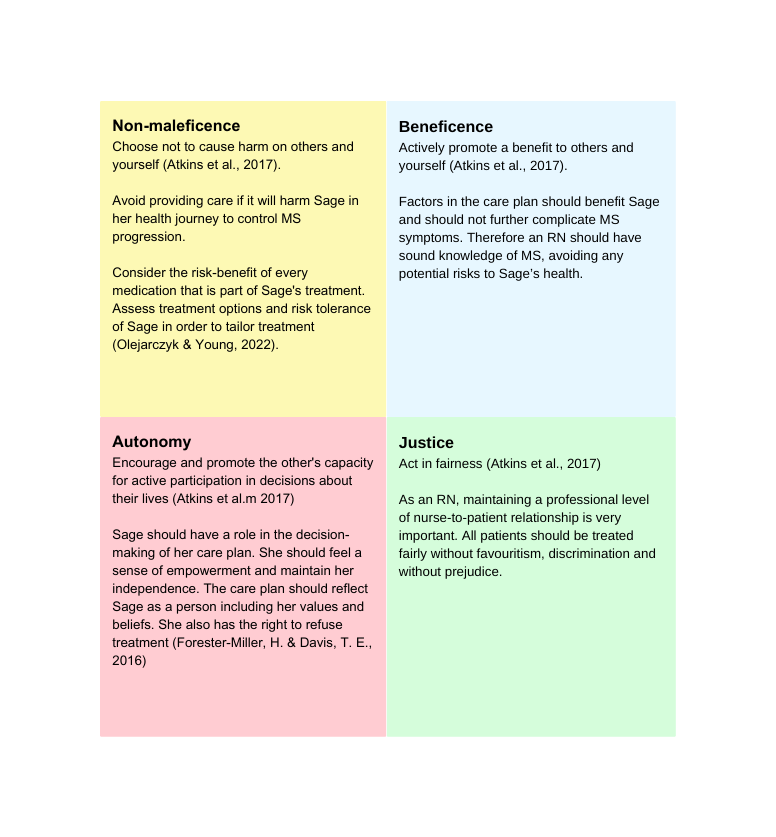 Non-maleficence
Choose not to cause harm on others and
yourself (Atkins et al., 2017).
Avoid providing care if it will harm Sage in
her health journey to control MS
progression.
Consider the risk-benefit of every
medication that is part of Sage's treatment.
Assess treatment options and risk tolerance
of Sage in order to tailor treatment
(Olejarczyk & Young, 2022).
Beneficence
Actively promote a benefit to others and
yourself (Atkins et al., 2017).
Factors in the care plan should benefit Sage
and should not further complicate MS
symptoms. Therefore an RN should have
sound knowledge of MS, avoiding any
potential risks to Sage’s health.
Autonomy
Encourage and promote the other's capacity
for active participation in decisions about
their lives (Atkins et al.m 2017)
Sage should have a role in the decision-
making of her care plan. She should feel a
sense of empowerment and maintain her
independence. The care plan should reflect
Sage as a person including her values and
beliefs. She also has the right to refuse
treatment (Forester-Miller, H. & Davis, T. E.,
2016)
Justice
Act in fairness (Atkins et al., 2017)
As an RN, maintaining a professional level
of nurse-to-patient relationship is very
important. All patients should be treated
fairly without favouritism, discrimination and
without prejudice.